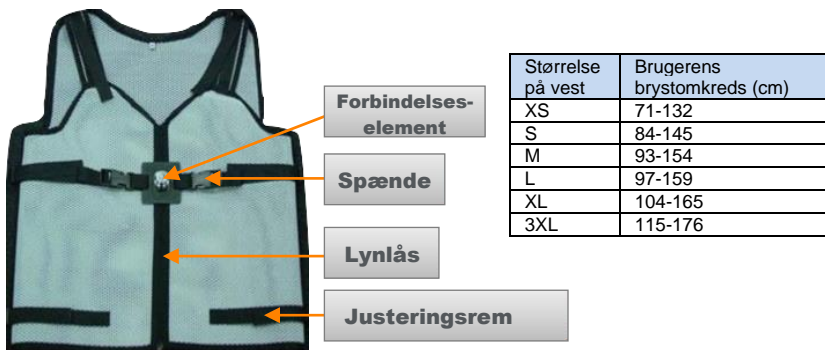 Forbindelses-
element
Spænde
Lynlås
Justeringsrem
Størrelse på vest | Brugerens brystomkreds (cm)
XS | 71-132
S | 84-145
M | 93-154
L | 97-159
XL | 104-165
3XL | 115-176